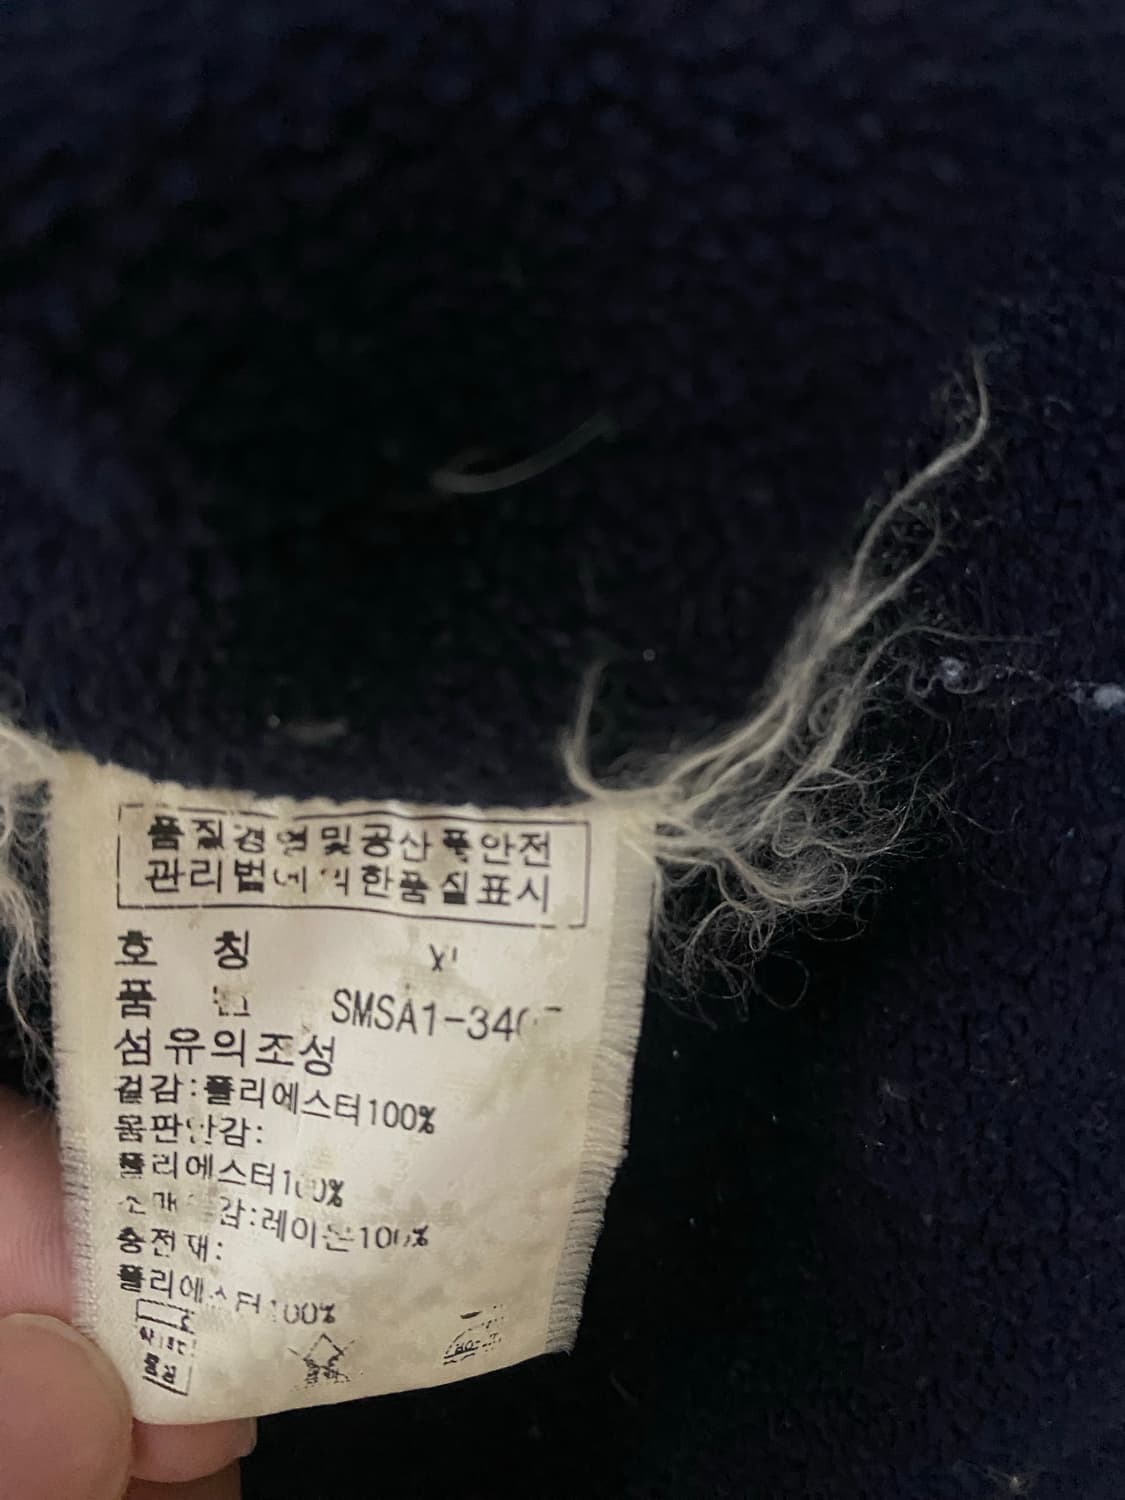 품질경영및공산품안전
관리법에의한품질표시
호 칭
품 번 SMSA1-340
섬유의조성
겉감:폴리에스터100%
몸판안감:
폴리에스터100%
소매안감:레이온100%
충전재:
폴리에스터100%